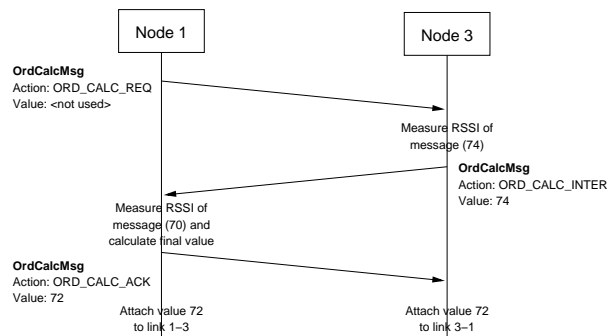 Node 1
Node 3
OrdCalcMsg
Action: ORD_CALC_REQ
Value: <not used>
Measure RSSI of
message (74)
OrdCalcMsg
Action: ORD_CALC_INTER
Value: 74
Measure RSSI of
message (70) and
calculate final value
OrdCalcMsg
Action: ORD_CALC_ACK
Value: 72
Attach value 72
to link 1–3
Attach value 72
to link 3–1